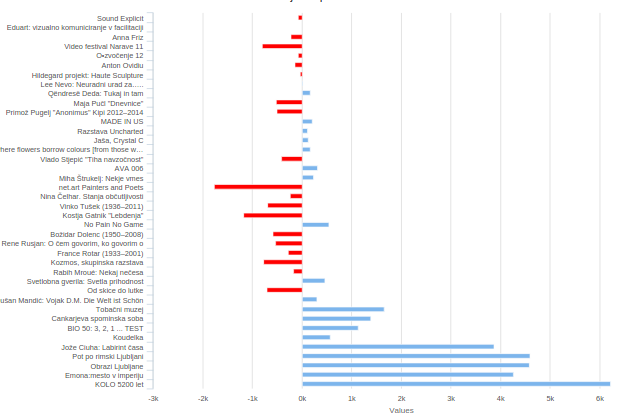 Sound Explicit
Eduart: vizualno komuniciranje v facilitaciji
Anna Friz
Video festival Narave 11
O•zvočenje 12
Anton Ovidiu
Hildegard projekt: Haute Sculpture
Lee Nevo: Neuradni urad za.....
Qëndresë Deda: Tukaj in tam
Maja Pučl "Dnevnice"
Primož Pugelj "Anonimus" Kipi 2012–2014
MADE IN US
Razstava Uncharted
Jaša, Crystal C
here flowers borrow colours [from those w...
Vlado Stjepić "Tiha navzočnost"
AVA 006
Miha Štrukelj: Nekje vmes
net.art Painters and Poets
Nina Čelhar. Stanja občutljivosti
Vinko Tušek (1936–2011)
Kostja Gatnik "Lebdenja"
No Pain No Game
Božidar Dolenc (1950–2008)
Rene Rusjan: O čem govorim, ko govorim o
France Rotar (1933–2001)
Kozmos, skupinska razstava
Rabih Mroué: Nekaj nečesa
Svetlobna gverila: Svetla prihodnost
Od skice do lutke
ušan Mandić: Vojak D.M. Die Welt ist Schön
Tobačni muzej
Cankarjeva spominska soba
BIO 50: 3, 2, 1 ... TEST
Koudelka
Jože Ciuha: Labirint časa
Pot po rimski Ljubljani
Obrazi Ljubljane
Emona:mesto v imperiju
KOLO 5200 let
-3k -2k -1k 0k 1k 2k 3k 4k 5k 6k
Values